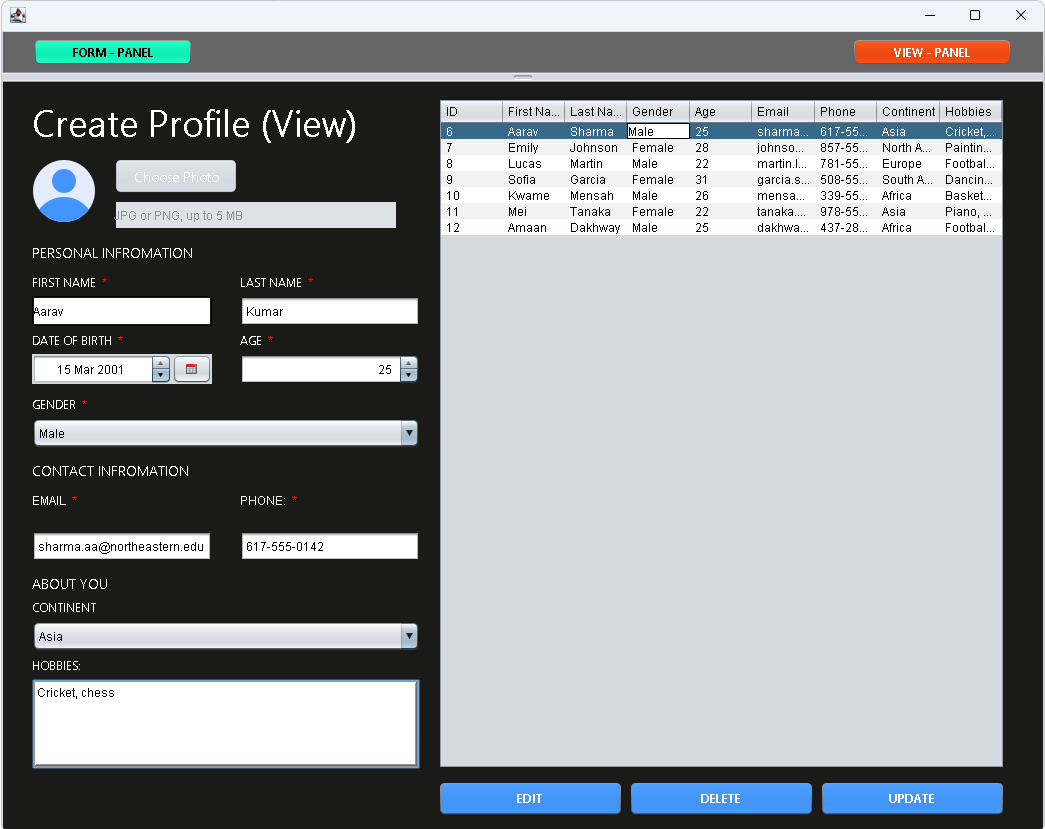 FORM - PANEL
VIEW - PANEL
Create Profile (View)
Choose Photo
JPG or PNG, up to 5 MB
PERSONAL INFROMATION
FIRST NAME *
LAST NAME *
Aarav
Kumar
DATE OF BIRTH *
AGE *
15 Mar 2001
25
GENDER *
Male
CONTACT INFROMATION
EMAIL *
PHONE: *
sharma.aa@northeastern.edu
617-555-0142
ABOUT YOU
CONTINENT
Asia
HOBBIES:
Cricket, chess
ID First Na... Last Na... Gender Age Email Phone Continent Hobbies
6 Aarav Sharma Male 25 sharma... 617-55... Asia Cricket,...
7 Emily Johnson Female 28 johnso... 857-55... North A... Paintin...
8 Lucas Martin Male 22 martin.l... 781-55... Europe Footbal...
9 Sofia Garcia Female 31 garcia.s... 508-55... South A... Dancin...
10 Kwame Mensah Male 26 mensa... 339-55... Africa Basket...
11 Mei Tanaka Female 22 tanaka.... 978-55... Asia Piano, ...
12 Amaan Dakhway Male 25 dakhwa... 437-28... Africa Footbal...
EDIT
DELETE
UPDATE